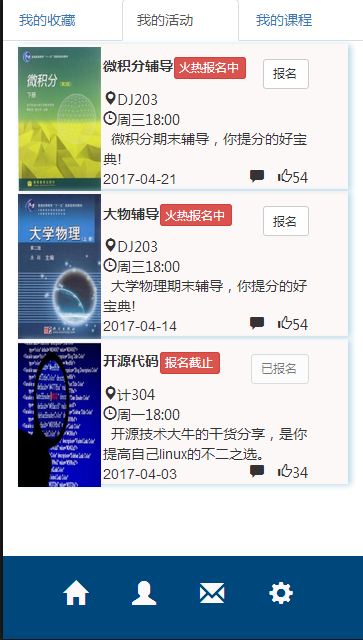 我的收藏 我的活动 我的课程
微积分
下册
微积分辅导 火热报名中 报名
DJ203
周三18:00
微积分期末辅导，你提分的好宝
典!
2017-04-21 54
大学物理 上册
大物辅导 火热报名中 报名
DJ203
周三18:00
大学物理期末辅导，你提分的好
宝典!
2017-04-14 54
开源代码 报名截止 已报名
计304
周一18:00
开源技术大牛的干货分享，是你
提高自己linux的不二之选。
2017-04-03 34